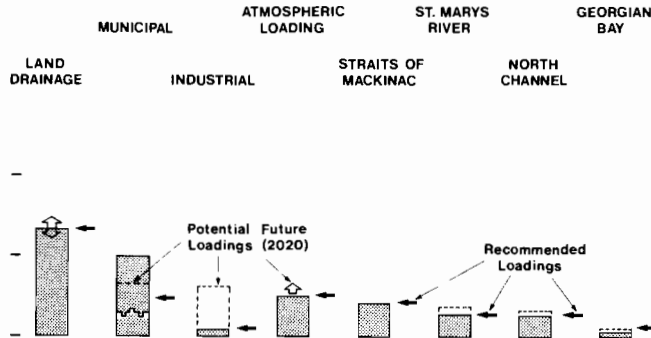 MUNICIPAL
ATMOSPHERIC
LOADING
ST. MARYS
RIVER
GEORGIAN
BAY
LAND
DRAINAGE
INDUSTRIAL
STRAITS OF
MACKINAC
NORTH
CHANNEL
Potential Future
Loadings (2020)
Recommended
Loadings